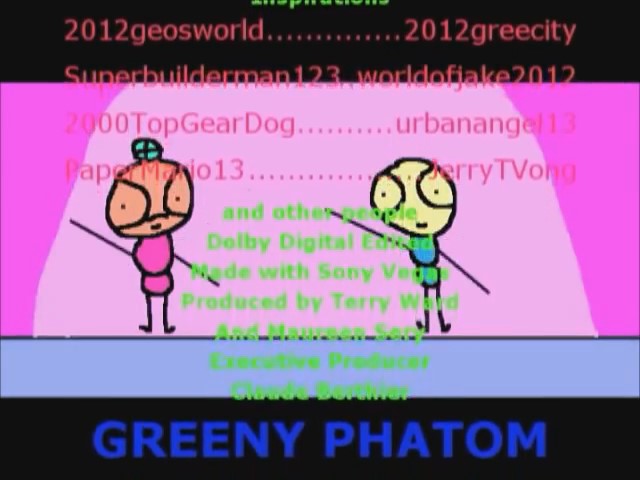 Inspirations
2012geosworld..............2012greecity
Superbuilderman123..worldofjake2012
2000TopGearDog..........urbanangel13
PaperMario13...................JerryTVong
and other people
Dolby Digital Edited
Made with Sony Vegas
Produced by Terry Ward
And Maureen Sery
Executive Producer
Claude Berthier
GREENY PHATOM